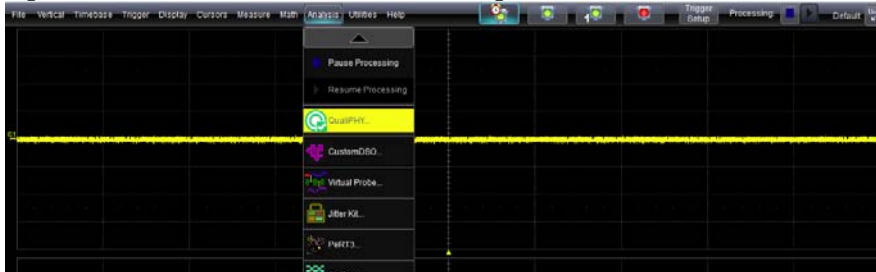 File Vertical Timebase Trigger Display Cursors Measure Math Analysis Utilities Help Trigger Setup Processing: Default
Pause Processing
Resume Processing
QualiPHY...
CustomDSO...
Virtual Probe...
Jitter Kit...
PeRT3...